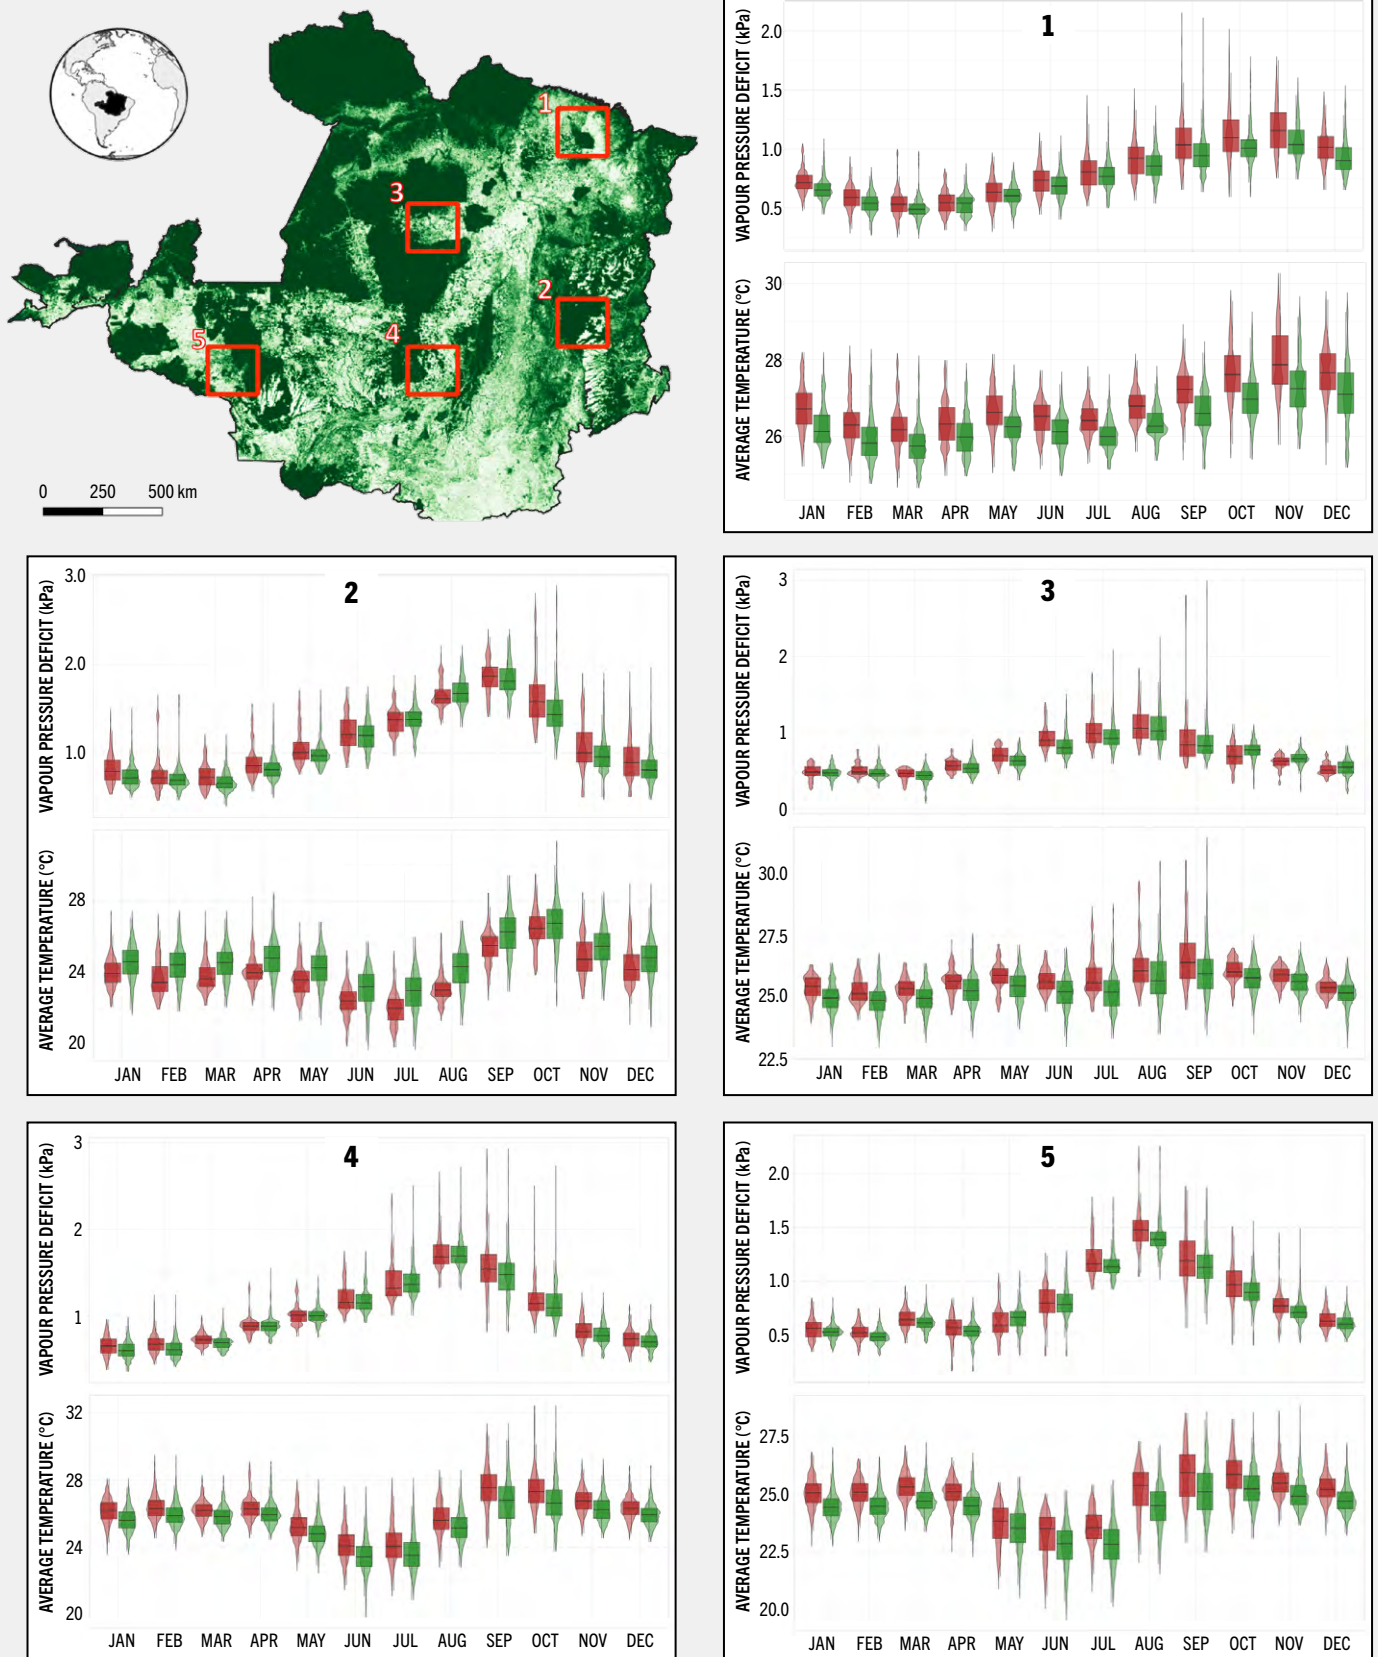 1
3
2
4
5
0 250 500 km
1
VAPOUR PRESSURE DEFICIT (kPa)
2.0
1.5
1.0
0.5
AVERAGE TEMPERATURE (°C)
30
28
26
JAN FEB MAR APR MAY JUN JUL AUG SEP OCT NOV DEC
2
VAPOUR PRESSURE DEFICIT (kPa)
3.0
2.0
1.0
AVERAGE TEMPERATURE (°C)
28
24
20
JAN FEB MAR APR MAY JUN JUL AUG SEP OCT NOV DEC
3
VAPOUR PRESSURE DEFICIT (kPa)
3
2
1
0
AVERAGE TEMPERATURE (°C)
30.0
27.5
25.0
22.5
JAN FEB MAR APR MAY JUN JUL AUG SEP OCT NOV DEC
4
VAPOUR PRESSURE DEFICIT (kPa)
3
2
1
AVERAGE TEMPERATURE (°C)
32
28
24
20
JAN FEB MAR APR MAY JUN JUL AUG SEP OCT NOV DEC
5
VAPOUR PRESSURE DEFICIT (kPa)
2.0
1.5
1.0
0.5
AVERAGE TEMPERATURE (°C)
27.5
25.0
22.5
20.0
JAN FEB MAR APR MAY JUN JUL AUG SEP OCT NOV DEC